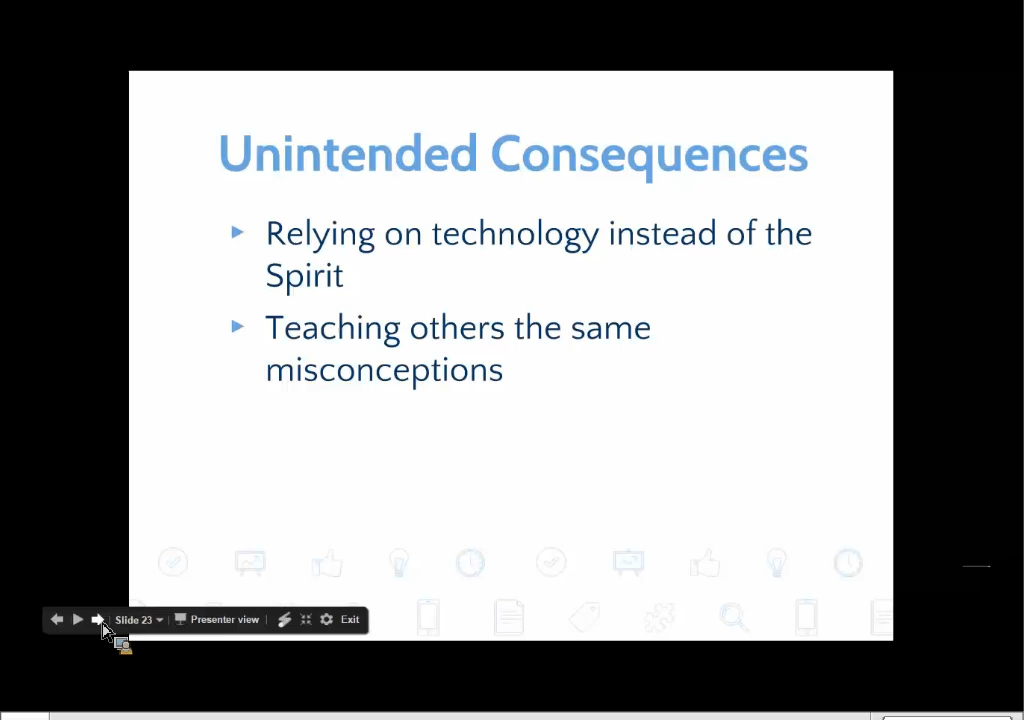 Unintended Consequences
Relying on technology instead of the
Spirit
Teaching others the same
misconceptions
Slide 23
Presenter view
Exit